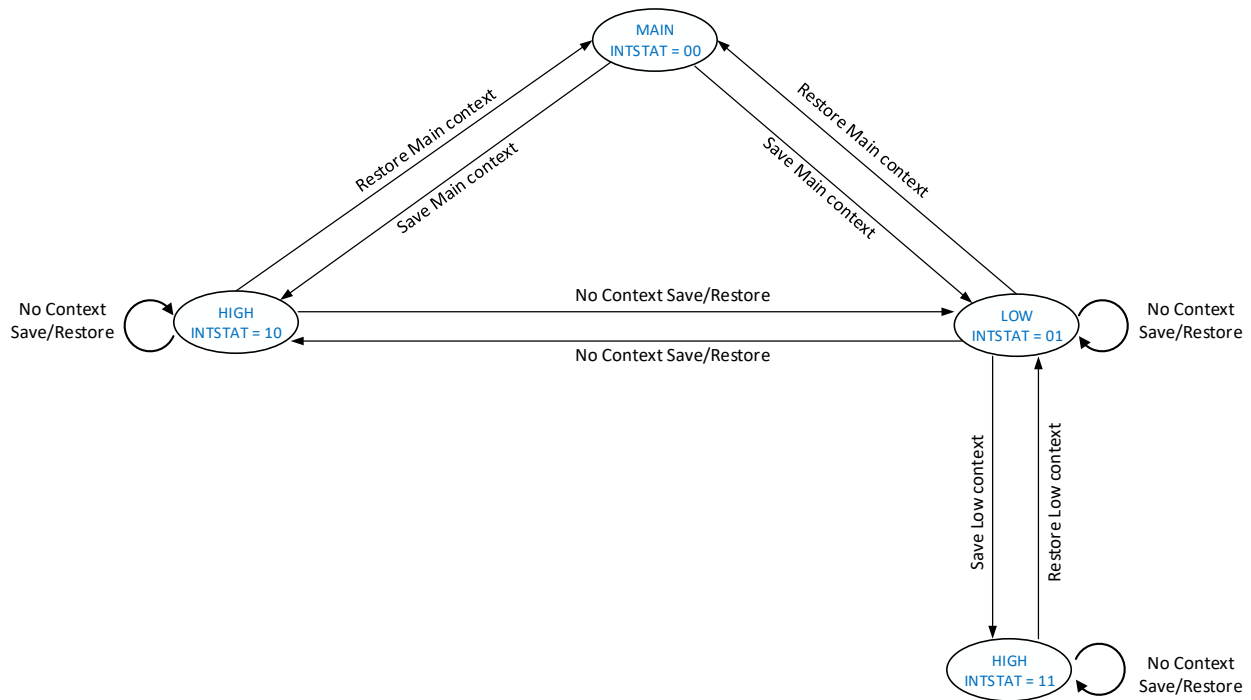 MAIN
INTSTAT = 00
Restore Main context
Save Main context
Save Main context
Restore Main context
No Context
Save/Restore
HIGH
INTSTAT = 10
No Context Save/Restore
No Context Save/Restore
LOW
INTSTAT = 01
No Context
Save/Restore
Save Low context
Restore Low context
HIGH
INTSTAT = 11
No Context
Save/Restore